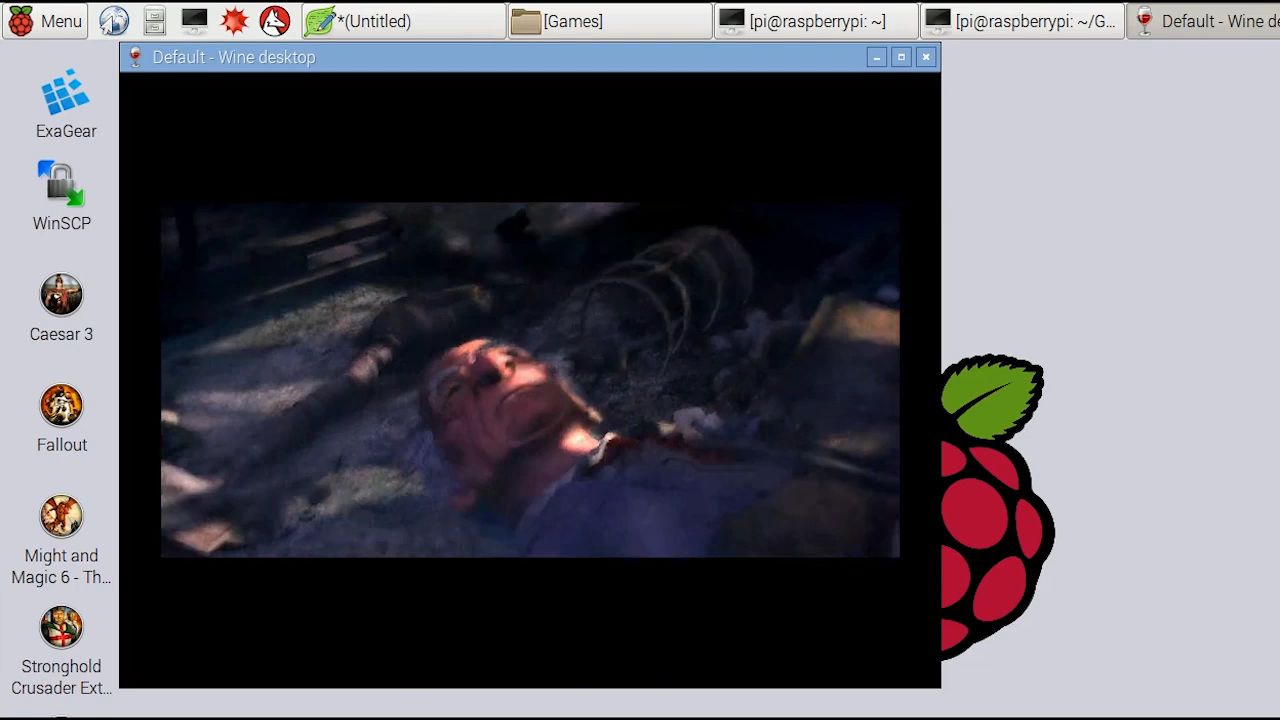 Menu
*(Untitled)
[Games]
[pi@raspberrypi: ~]
[pi@raspberrypi: ~/G...
Default - Wine de
Default - Wine desktop
ExaGear
WinSCP
Caesar 3
Fallout
Might and
Magic 6 - Th...
Stronghold
Crusader Ext...